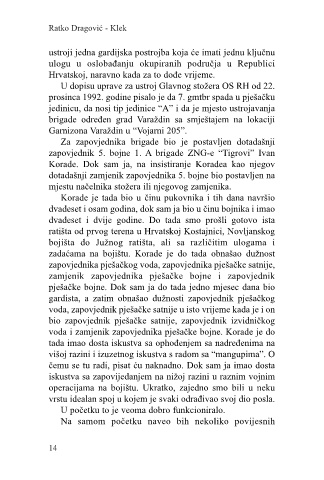 Ratko Dragović - Klek
ustroji jedna gardijska postrojba koja će imati jednu ključnu
ulogu u oslobađanju okupiranih područja u Republici
Hrvatskoj, naravno kada za to dođe vrijeme.
U dopisu uprave za ustroj Glavnog stožera OS RH od 22.
prosinca 1992. godine pisalo je da 7. gmtbr spada u pješačku
jedinicu, da nosi tip jedinice “A” i da je mjesto ustrojavanja
brigade određen grad Varaždin sa smještajem na lokaciji
Garnizona Varaždin u “Vojarni 205”.
Za zapovjednika brigade bio je postavljen dotadašnji
zapovjednik 5. bojne 1. A brigade ZNG-e “Tigrovi” Ivan
Korade. Dok sam ja, na insistiranje Koradea kao njegov
dotadašnji zamjenik zapovjednika 5. bojne bio postavljen na
mjestu načelnika stožera ili njegovog zamjenika.
Korade je tada bio u činu pukovnika i tih dana navršio
dvadeset i osam godina, dok sam ja bio u činu bojnika i imao
dvadeset i dvije godine. Do tada smo prošli gotovo ista
ratišta od prvog terena u Hrvatskoj Kostajnici, Novljanskog
bojišta do Južnog ratišta, ali sa različitim ulogama i
zadaćama na bojištu. Korade je do tada obnašao dužnost
zapovjednika pješačkog voda, zapovjednika pješačke satnije,
zamjenik zapovjednika pješačke bojne i zapovjednik
pješačke bojne. Dok sam ja do tada jedno mjesec dana bio
gardista, a zatim obnašao dužnosti zapovjednik pješačkog
voda, zapovjednik pješačke satnije u isto vrijeme kada je i on
bio zapovjednik pješačke satnije, zapovjednik izvidničkog
voda i zamjenik zapovjednika pješačke bojne. Korade je do
tada imao dosta iskustva sa ophođenjem sa nadređenima na
višoj razini i izuzetnog iskustva s radom sa “mangupima”. O
čemu se tu radi, pisat ću naknadno. Dok sam ja imao dosta
iskustva sa zapovijedanjem na nižoj razini u raznim vojnim
operacijama na bojištu. Ukratko, zajedno smo bili u neku
vrstu idealan spoj u kojem je svaki odrađivao svoj dio posla.
U početku to je veoma dobro funkcioniralo.
Na samom početku naveo bih nekoliko povijesnih
14